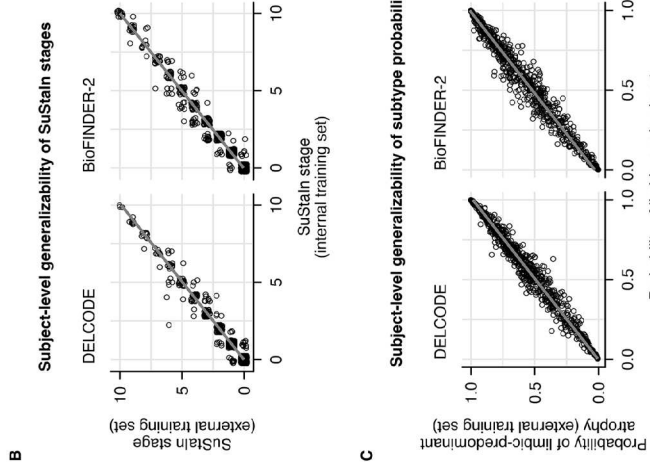 B
Subject-level generalizability of SuStaIn stages
DELCODE
BioFINDER-2
SuStaIn stage
(external training set)
10
5
0
0
5
10
0
5
10
SuStaIn stage
(internal training set)
C
Subject-level generalizability of subtype probabili
DELCODE
BioFINDER-2
Probability of limbic-predominant
atrophy (external training set)
1.0
0.5
0.0
0.0
0.5
1.0
0.0
0.5
1.0